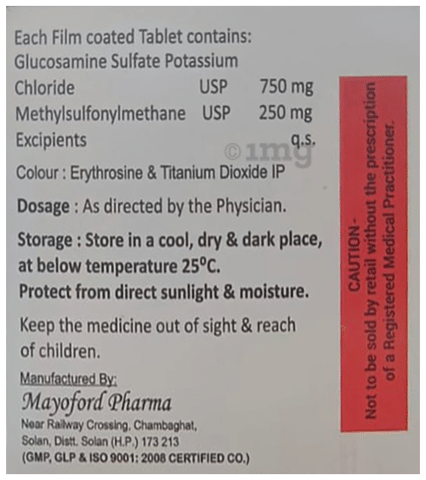 Each Film coated Tablet contains:
Glucosamine Sulfate Potassium
Chloride USP 750 mg
Methylsulfonylmethane USP 250 mg
Excipients q.s.
© 1mg
Colour : Erythrosine & Titanium Dioxide IP
Dosage : As directed by the Physician.
Storage : Store in a cool, dry & dark place,
at below temperature 25⁰C.
Protect from direct sunlight & moisture.
Keep the medicine out of sight & reach
of children.
Manufactured By:
Mayoford Pharma
Near Railway Crossing, Chambaghat,
Solan, Distt. Solan (H.P.) 173 213
(GMP, GLP & ISO 9001: 2008 CERTIFIED CO.)
CAUTION -
Not to be sold by retail without the prescription
of a Registered Medical Practitioner.